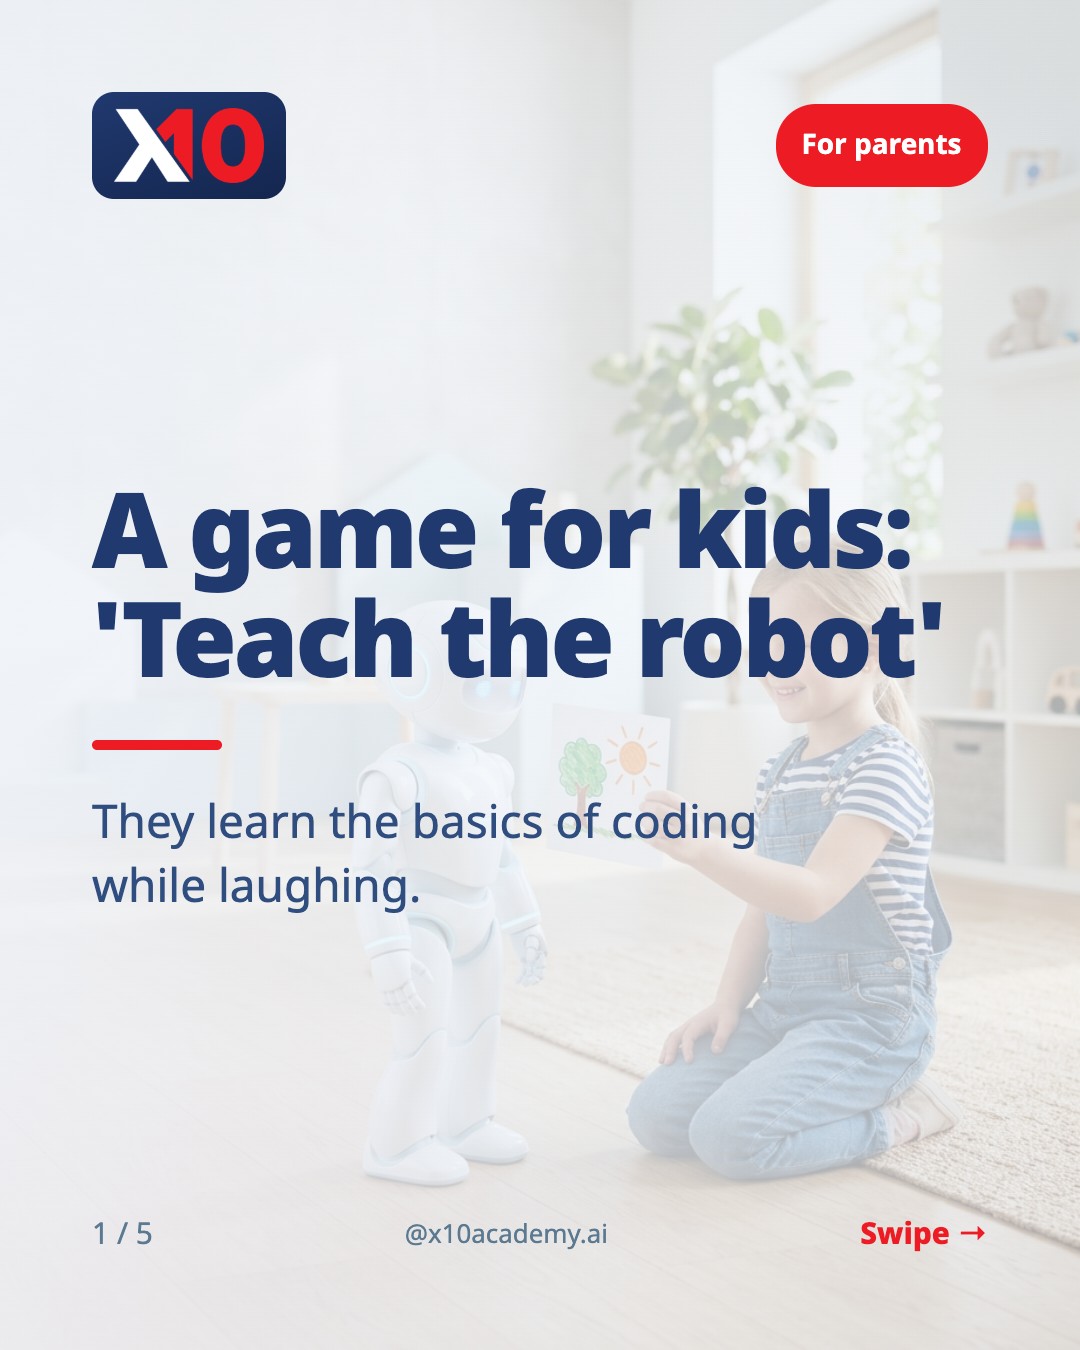 X10
For parents
A game for kids:
'Teach the robot'
They learn the basics of coding
while laughing.
1 / 5
@x10academy.ai
Swipe →